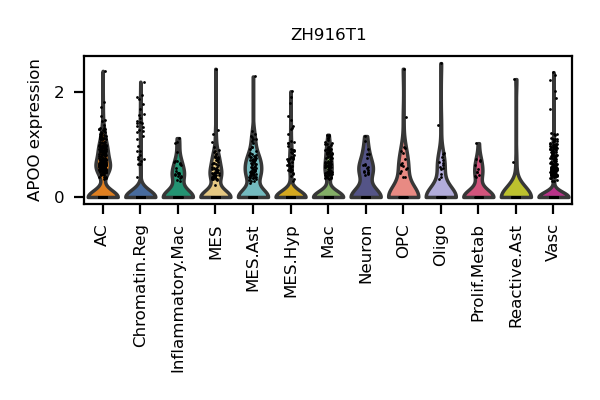 ZH916T1
APOO expression
2
0
AC
Chromatin.Reg
Inflammatory.Mac
MES
MES.Ast
MES.Hyp
Mac
Neuron
OPC
Oligo
Prolif.Metab
Reactive.Ast
Vasc